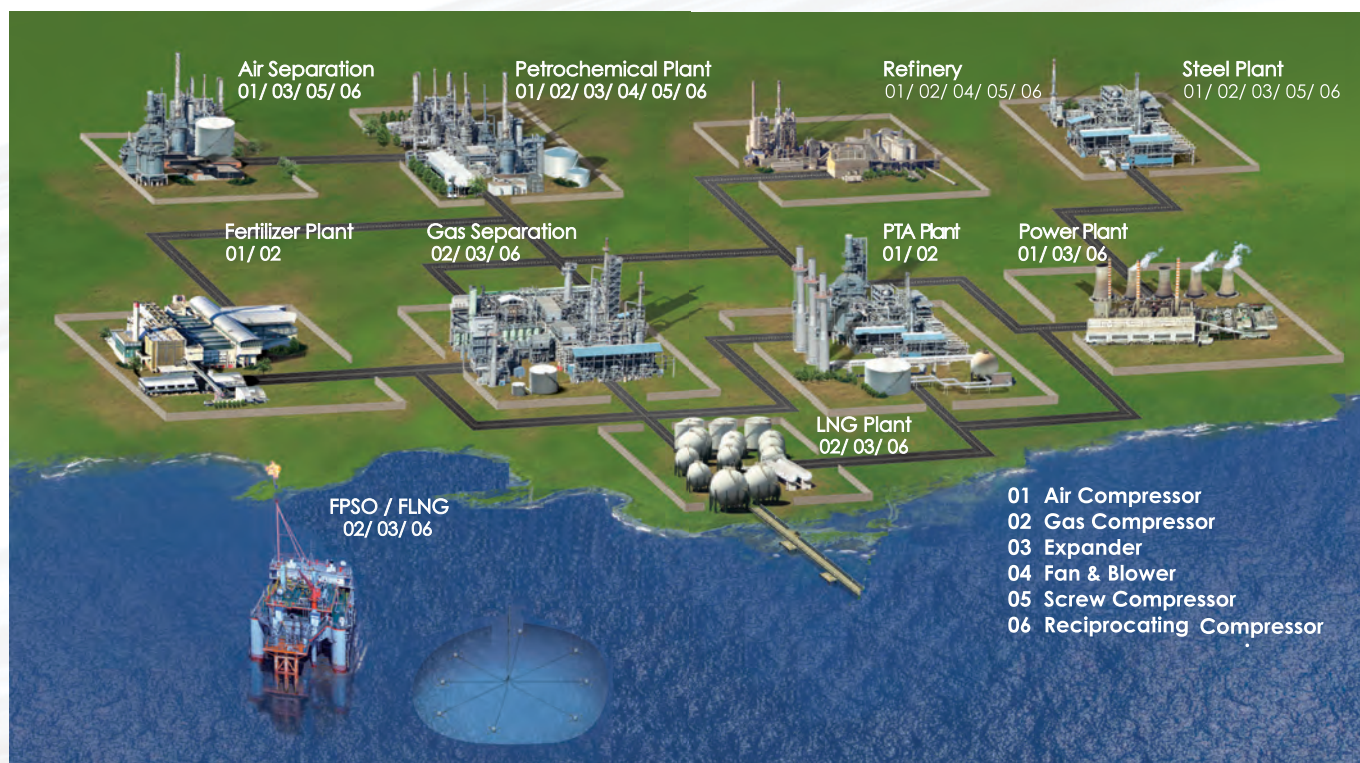 Air Separation
01/ 03/ 05/ 06
Petrochemical Plant
01/ 02/ 03/ 04/ 05/ 06
Refinery
01/ 02/ 04/ 05/ 06
Steel Plant
01/ 02/ 03/ 05/ 06
Fertilizer Plant
01/ 02
Gas Separation
02/ 03/ 06
PTA Plant
01/ 02
Power Plant
01/ 03/ 06
LNG Plant
02/ 03/ 06
FPSO / FLNG
02/ 03/ 06
01 Air Compressor
02 Gas Compressor
03 Expander
04 Fan & Blower
05 Screw Compressor
06 Reciprocating Compressor